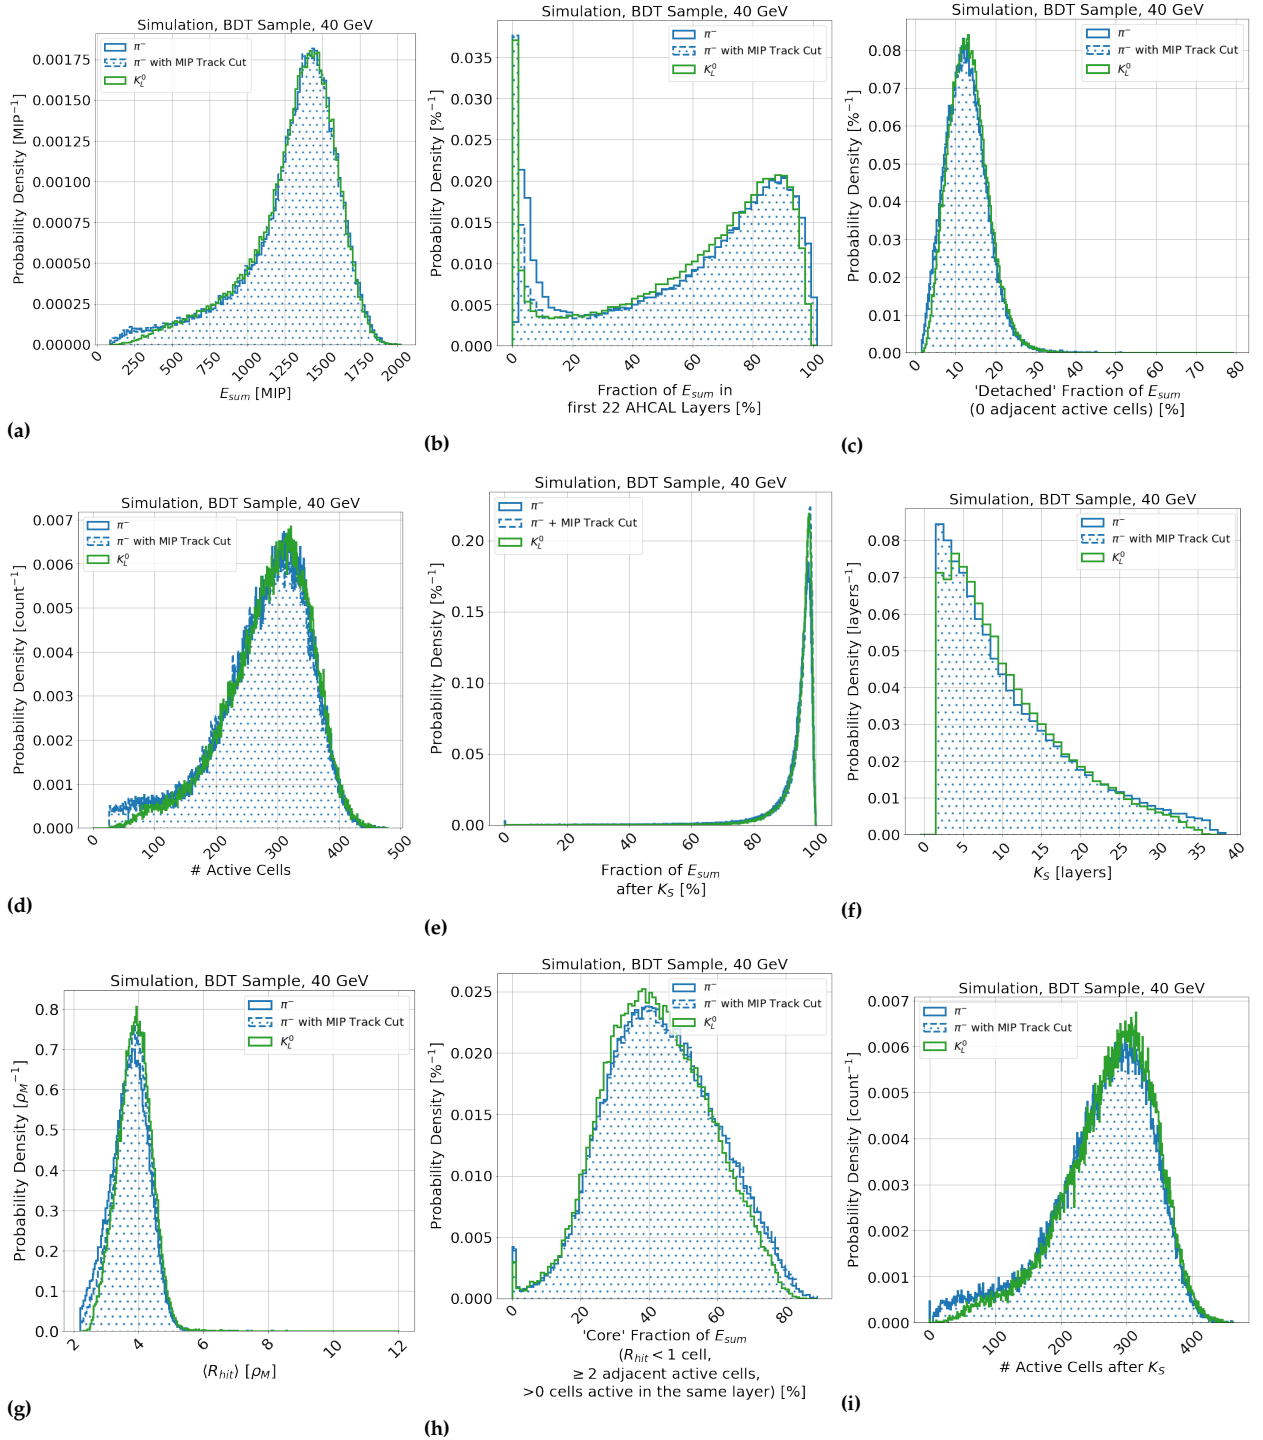 Simulation, BDT Sample, 40 GeV
π⁻
π⁻ with MIP Track Cut
K⁰_L
Probability Density [MIP⁻¹]
0.00175
0.00150
0.00125
0.00100
0.00075
0.00050
0.00025
0.00000
0
250
500
750
1000
1250
1500
1750
2000
E_sum [MIP]
(a)
Simulation, BDT Sample, 40 GeV
π⁻
π⁻ with MIP Track Cut
K⁰_L
Probability Density [%⁻¹]
0.035
0.030
0.025
0.020
0.015
0.010
0.005
0.000
0
20
40
60
80
100
Fraction of E_sum in
first 22 AHCAL Layers [%]
(b)
Simulation, BDT Sample, 40 GeV
π⁻
π⁻ with MIP Track Cut
K⁰_L
Probability Density [%⁻¹]
0.08
0.07
0.06
0.05
0.04
0.03
0.02
0.01
0.00
0
10
20
30
40
50
60
70
80
'Detached' Fraction of E_sum
(0 adjacent active cells) [%]
(c)
Simulation, BDT Sample, 40 GeV
π⁻
π⁻ with MIP Track Cut
K⁰_L
Probability Density [count⁻¹]
0.007
0.006
0.005
0.004
0.003
0.002
0.001
0.000
0
100
200
300
400
500
# Active Cells
(d)
Simulation, BDT Sample, 40 GeV
π⁻
π⁻ + MIP Track Cut
K⁰_L
Probability Density [%⁻¹]
0.20
0.15
0.10
0.05
0.00
0
20
40
60
80
100
Fraction of E_sum
after K_S [%]
(e)
Simulation, BDT Sample, 40 GeV
π⁻
π⁻ with MIP Track Cut
K⁰_L
Probability Density [layers⁻¹]
0.08
0.07
0.06
0.05
0.04
0.03
0.02
0.01
0.00
0
5
10
15
20
25
30
35
40
K_S [layers]
(f)
Simulation, BDT Sample, 40 GeV
π⁻
π⁻ with MIP Track Cut
K⁰_L
Probability Density [ρ_M⁻¹]
0.8
0.7
0.6
0.5
0.4
0.3
0.2
0.1
0.0
2
4
6
8
10
12
⟨R_hit⟩ [ρ_M]
(g)
Simulation, BDT Sample, 40 GeV
π⁻
π⁻ with MIP Track Cut
K⁰_L
Probability Density [%⁻¹]
0.025
0.020
0.015
0.010
0.005
0.000
0
20
40
60
80
'Core' Fraction of E_sum
(R_hit < 1 cell,
≥ 2 adjacent active cells,
>0 cells active in the same layer) [%]
(h)
Simulation, BDT Sample, 40 GeV
π⁻
π⁻ with MIP Track Cut
K⁰_L
Probability Density [count⁻¹]
0.007
0.006
0.005
0.004
0.003
0.002
0.001
0.000
0
100
200
300
400
# Active Cells after K_S
(i)